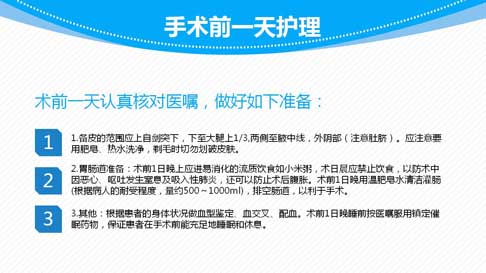 手术前一天护理
术前一天认真核对医嘱，做好如下准备：
1
1.备皮的范围应上自剑突下，下至大腿上1/3,两侧至腋中线，外阴部（注意肚脐）。应注意要
用肥皂、热水洗净，剃毛时切勿划破皮肤。
2
2.胃肠道准备：术前1日晚上应进易消化的流质饮食如小米粥，术日晨应禁止饮食，以防术中
因恶心、呕吐发生窒息及吸入性肺炎，还可以防止术后腹胀。术前1日晚用温肥皂水清洁灌肠
(根据病人的耐受程度，量约500～1000ml)，排空肠道，以利于手术。
3
3.其他：根据患者的身体状况做血型鉴定、血交叉、配血。术前1日晚睡前按医嘱服用镇定催
眠药物，保证患者在手术前能充足地睡眠和休息。